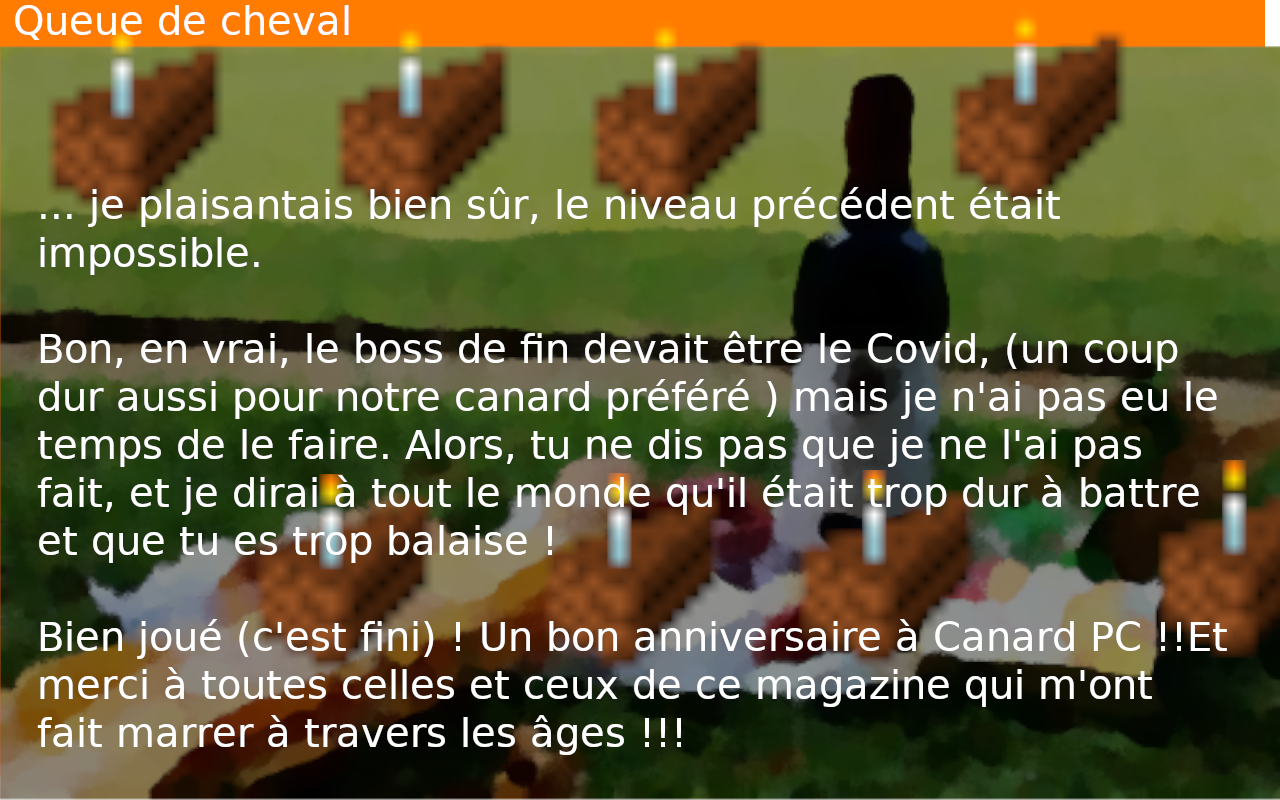 Queue de cheval
... je plaisantais bien sûr, le niveau précédent était
impossible.
Bon, en vrai, le boss de fin devait être le Covid, (un coup
dur aussi pour notre canard préféré ) mais je n'ai pas eu le
temps de le faire. Alors, tu ne dis pas que je ne l'ai pas
fait, et je dirai à tout le monde qu'il était trop dur à battre
et que tu es trop balaise !
Bien joué (c'est fini) ! Un bon anniversaire à Canard PC !!Et
merci à toutes celles et ceux de ce magazine qui m'ont
fait marrer à travers les âges !!!